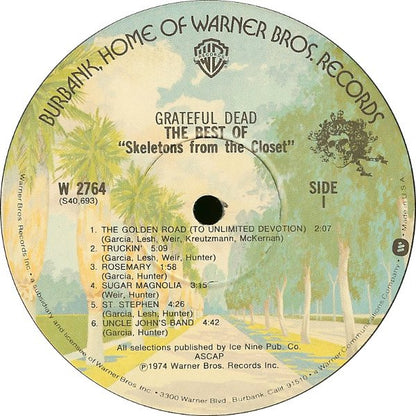 BURBANK, HOME OF WARNER BROS. RECORDS
WB
GRATEFUL DEAD
THE BEST OF
"Skeletons from the Closet"
W 2764
(S40,693)
SIDE
1
1. THE GOLDEN ROAD (TO UNLIMITED DEVOTION) 2:07
(Garcia, Lesh, Weir, Kreutzmann, McKernan)
2. TRUCKIN' 5:09
(Garcia, Lesh, Weir, Hunter)
3. ROSEMARY 1:58
(Garcia, Hunter)
4. SUGAR MAGNOLIA 3:15
(Weir, Hunter)
5. ST. STEPHEN 4:26
(Garcia, Lesh, Hunter)
6. UNCLE JOHN'S BAND 4:42
(Garcia, Hunter)
All selections published by Ice Nine Pub. Co.
ASCAP
℗1974 Warner Bros. Records Inc.
Warner Bros. Records Inc.,
a subsidiary and licensee of Warner Bros. Inc. • 3300 Warner Blvd., Burbank, Calif. 91510 • a Warner Communications Company.
Made in U.S.A.